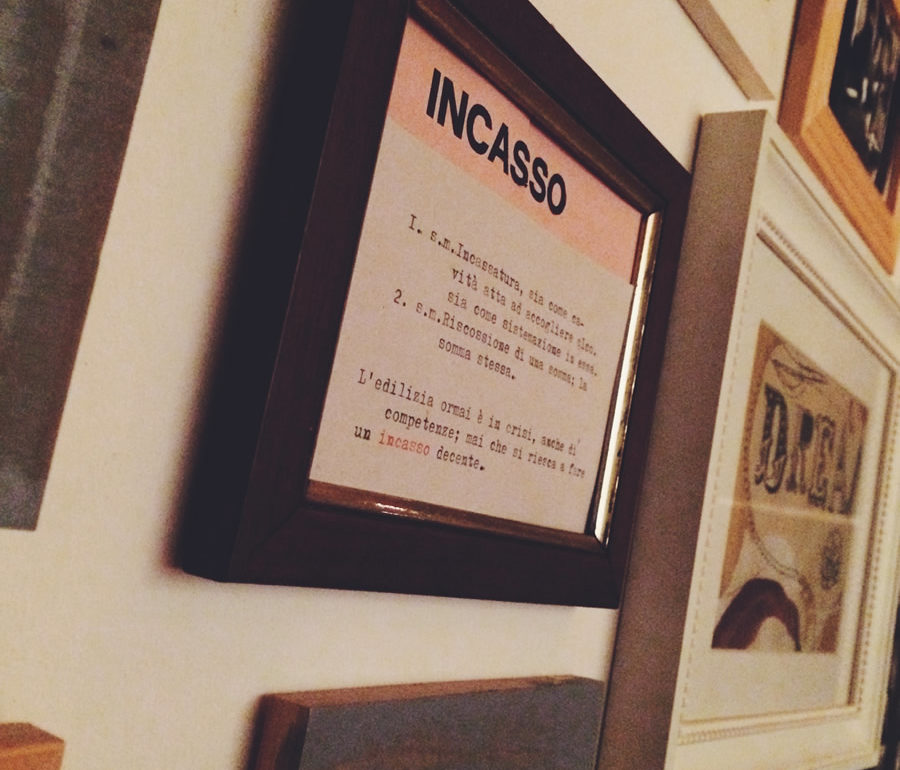 INCASSO
1. s.m.Incassatura, sia come ca-
vità atta ad accogliere qlco.
sia come sistemazione in essa.
2. s.m.Riscossione di una somma; la
somma stessa.
L'edilizia ormai è in crisi, anche di
competenze; mai che si riesca a fare
un incasso decente.
DREA